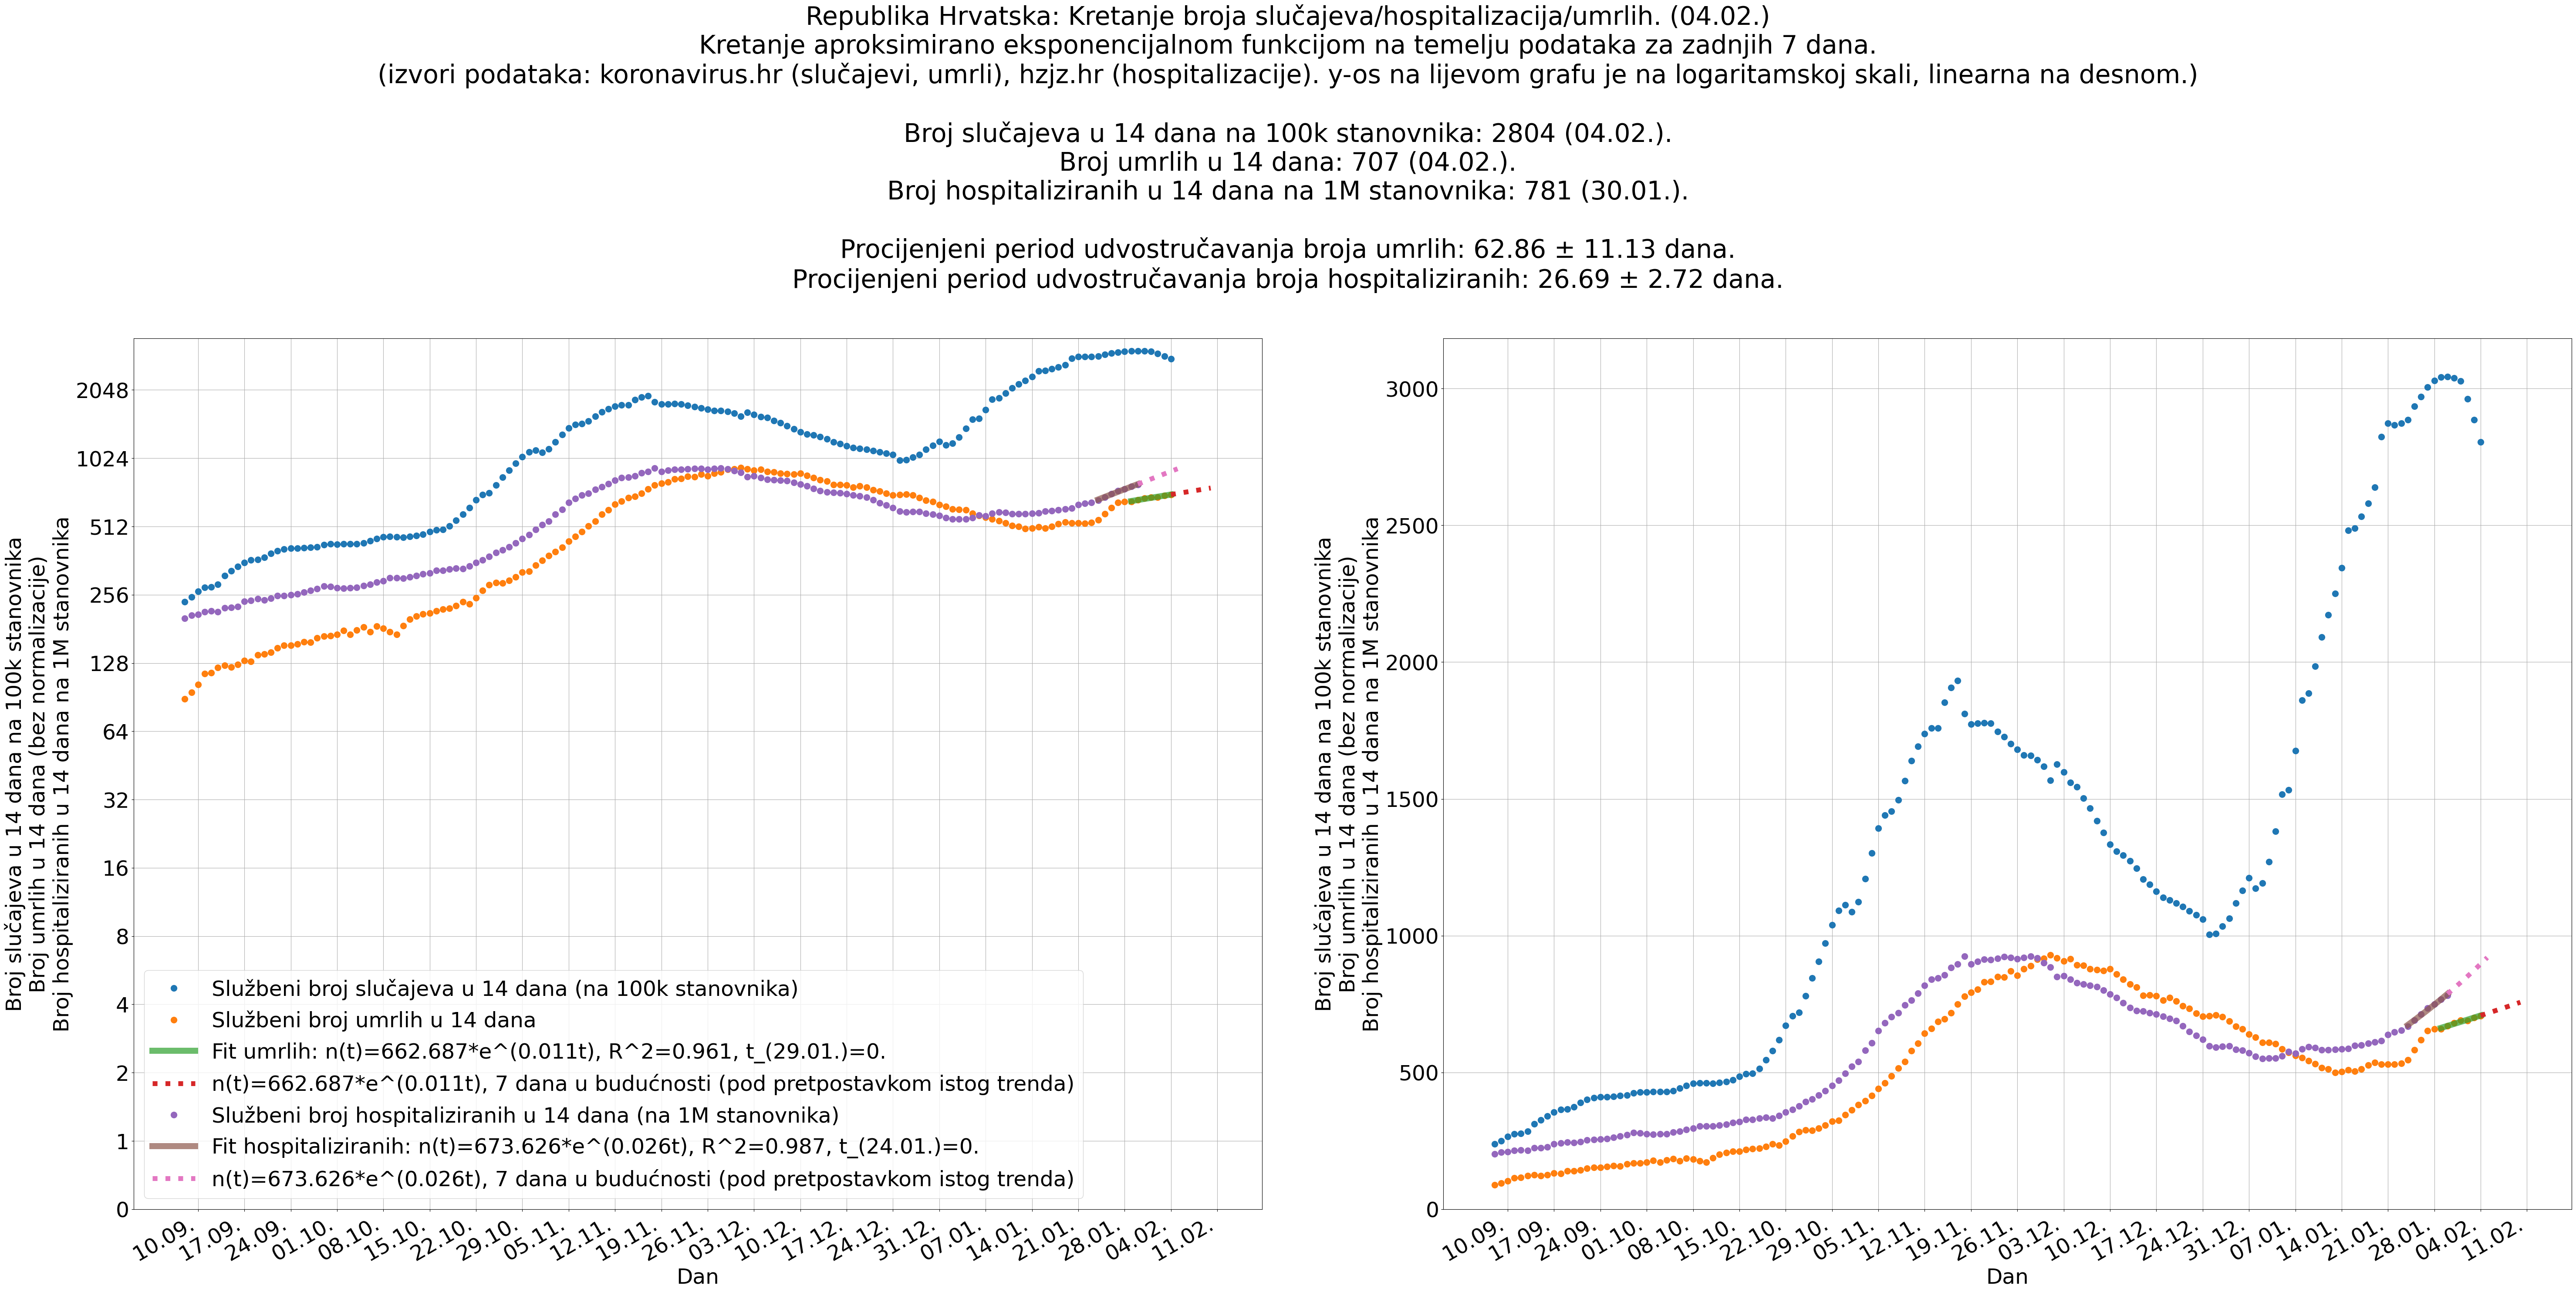 Republika Hrvatska: Kretanje broja slučajeva/hospitalizacija/umrlih. (04.02.)
Kretanje aproksimirano eksponencijalnom funkcijom na temelju podataka za zadnjih 7 dana.
(izvori podataka: koronavirus.hr (slučajevi, umrli), hzjz.hr (hospitalizacije). y-os na lijevom grafu je na logaritamskoj skali, linearna na desnom.)
Broj slučajeva u 14 dana na 100k stanovnika: 2804 (04.02.).
Broj umrlih u 14 dana: 707 (04.02.).
Broj hospitaliziranih u 14 dana na 1M stanovnika: 781 (30.01.).
Procijenjeni period udvostručavanja broja umrlih: 62.86 ± 11.13 dana.
Procijenjeni period udvostručavanja broja hospitaliziranih: 26.69 ± 2.72 dana.
Broj slučajeva u 14 dana na 100k stanovnika
Broj umrlih u 14 dana (bez normalizacije)
Broj hospitaliziranih u 14 dana na 1M stanovnika
2048
1024
512
256
128
64
32
16
8
4
2
1
0
Službeni broj slučajeva u 14 dana (na 100k stanovnika)
Službeni broj umrlih u 14 dana
Fit umrlih: n(t)=662.687*e^(0.011t), R^2=0.961, t_(29.01.)=0.
n(t)=662.687*e^(0.011t), 7 dana u budućnosti (pod pretpostavkom istog trenda)
Službeni broj hospitaliziranih u 14 dana (na 1M stanovnika)
Fit hospitaliziranih: n(t)=673.626*e^(0.026t), R^2=0.987, t_(24.01.)=0.
n(t)=673.626*e^(0.026t), 7 dana u budućnosti (pod pretpostavkom istog trenda)
10.09. 17.09. 24.09. 01.10. 08.10. 15.10. 22.10. 29.10. 05.11. 12.11. 19.11. 26.11. 03.12. 10.12. 17.12. 24.12. 31.12. 07.01. 14.01. 21.01. 28.01. 04.02. 11.02.
Dan
Broj slučajeva u 14 dana na 100k stanovnika
Broj umrlih u 14 dana (bez normalizacije)
Broj hospitaliziranih u 14 dana na 1M stanovnika
3000
2500
2000
1500
1000
500
0
10.09. 17.09. 24.09. 01.10. 08.10. 15.10. 22.10. 29.10. 05.11. 12.11. 19.11. 26.11. 03.12. 10.12. 17.12. 24.12. 31.12. 07.01. 14.01. 21.01. 28.01. 04.02. 11.02.
Dan